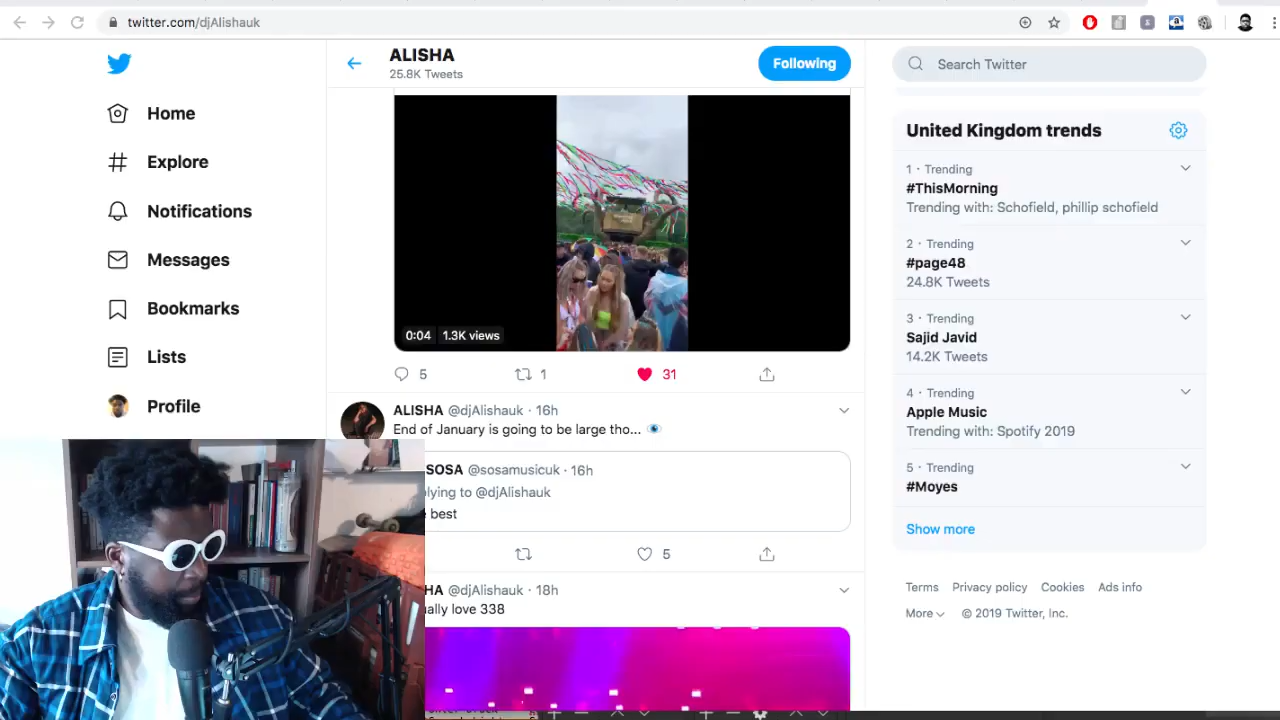 twitter.com/djAlishauk
ALISHA
25.8K Tweets
Following
Search Twitter
Home
Explore
Notifications
Messages
Bookmarks
Lists
Profile
0:04 1.3K views
5 1 31
ALISHA @djAlishauk · 16h
End of January is going to be large tho...
SOSA @sosamusicuk · 16h
lying to @djAlishauk
best
5
HA @djAlishauk · 18h
ally love 338
United Kingdom trends
1 · Trending
#ThisMorning
Trending with: Schofield, phillip schofield
2 · Trending
#page48
24.8K Tweets
3 · Trending
Sajid Javid
14.2K Tweets
4 · Trending
Apple Music
Trending with: Spotify 2019
5 · Trending
#Moyes
Show more
Terms Privacy policy Cookies Ads info
More © 2019 Twitter, Inc.